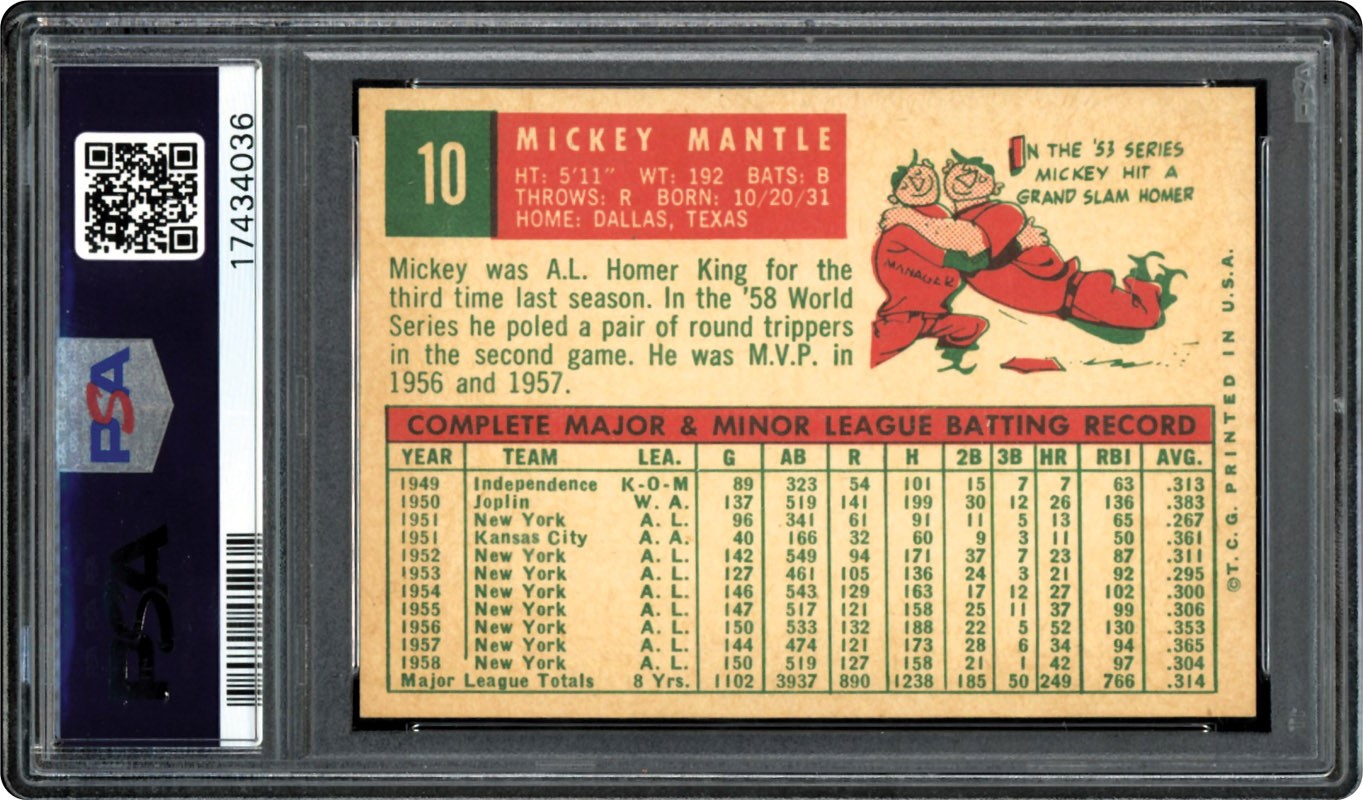 17434036
PSA
PSA
10
MICKEY MANTLE
HT: 5'11" WT: 192 BATS: B
THROWS: R BORN: 10/20/31
HOME: DALLAS, TEXAS
IN THE '53 SERIES
MICKEY HIT A
GRAND SLAM HOMER
MANAGER
Mickey was A.L. Homer King for the
third time last season. In the '58 World
Series he poled a pair of round trippers
in the second game. He was M.V.P. in
1956 and 1957.
COMPLETE MAJOR & MINOR LEAGUE BATTING RECORD
YEAR TEAM LEA. G AB R H 2B 3B HR RBI AVG.
1949 Independence K-O-M 89 323 54 101 15 7 7 63 .313
1950 Joplin W. A. 137 519 141 199 30 12 26 136 .383
1951 New York A. L. 96 341 61 91 11 5 13 65 .267
1951 Kansas City A. A. 40 166 32 60 9 3 11 50 .361
1952 New York A. L. 142 549 94 171 37 7 23 87 .311
1953 New York A. L. 127 461 105 136 24 3 21 92 .295
1954 New York A. L. 146 543 129 163 17 12 27 102 .300
1955 New York A. L. 147 517 121 158 25 11 37 99 .306
1956 New York A. L. 150 533 132 188 22 5 52 130 .353
1957 New York A. L. 144 474 121 173 28 6 34 94 .365
1958 New York A. L. 150 519 127 158 21 1 42 97 .304
Major League Totals 8 Yrs. 1102 3937 890 1238 185 50 249 766 .314
©T.C.G. PRINTED IN U.S.A.
PSA